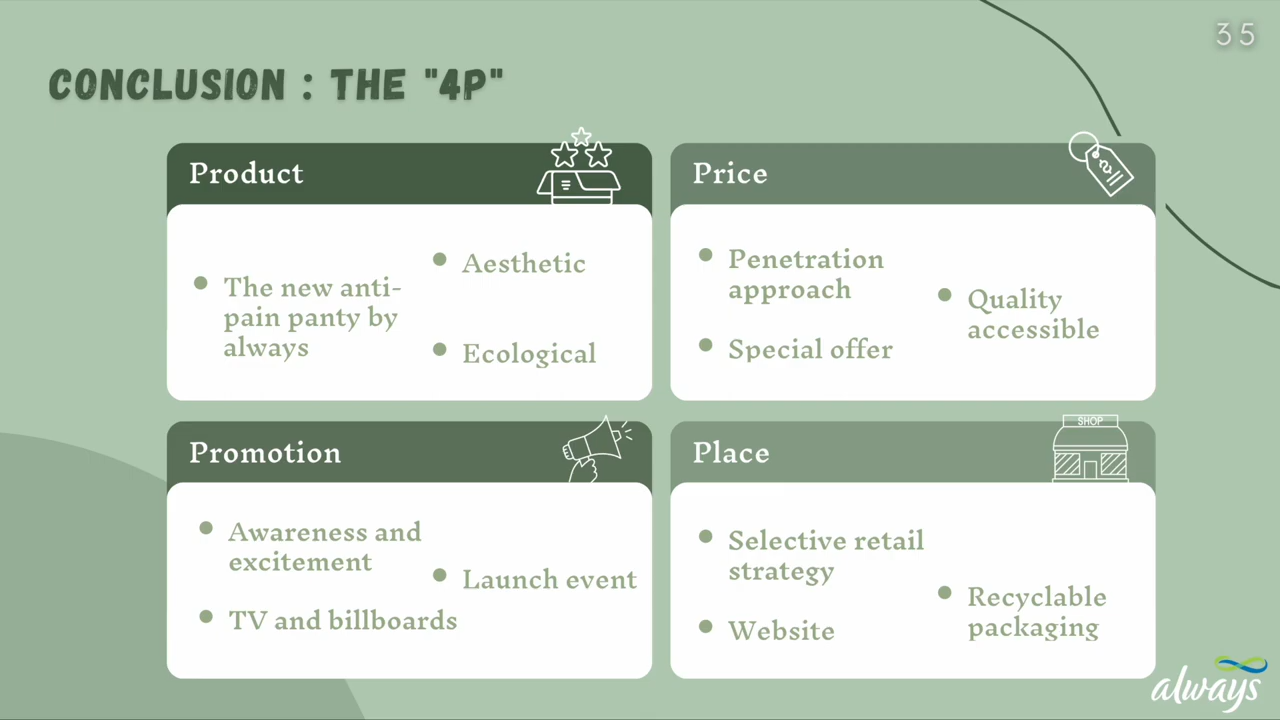 35
CONCLUSION : THE "4P"
Product
The new anti-
pain panty by
always
Aesthetic
Ecological
Price
Penetration
approach
Special offer
Quality
accessible
Promotion
Awareness and
excitement
TV and billboards
Launch event
SHOP
Place
Selective retail
strategy
Website
Recyclable
packaging
always